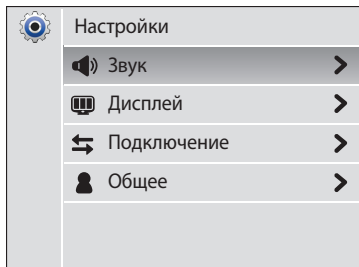 Настройки
Звук
Дисплей
Подключение
Общее